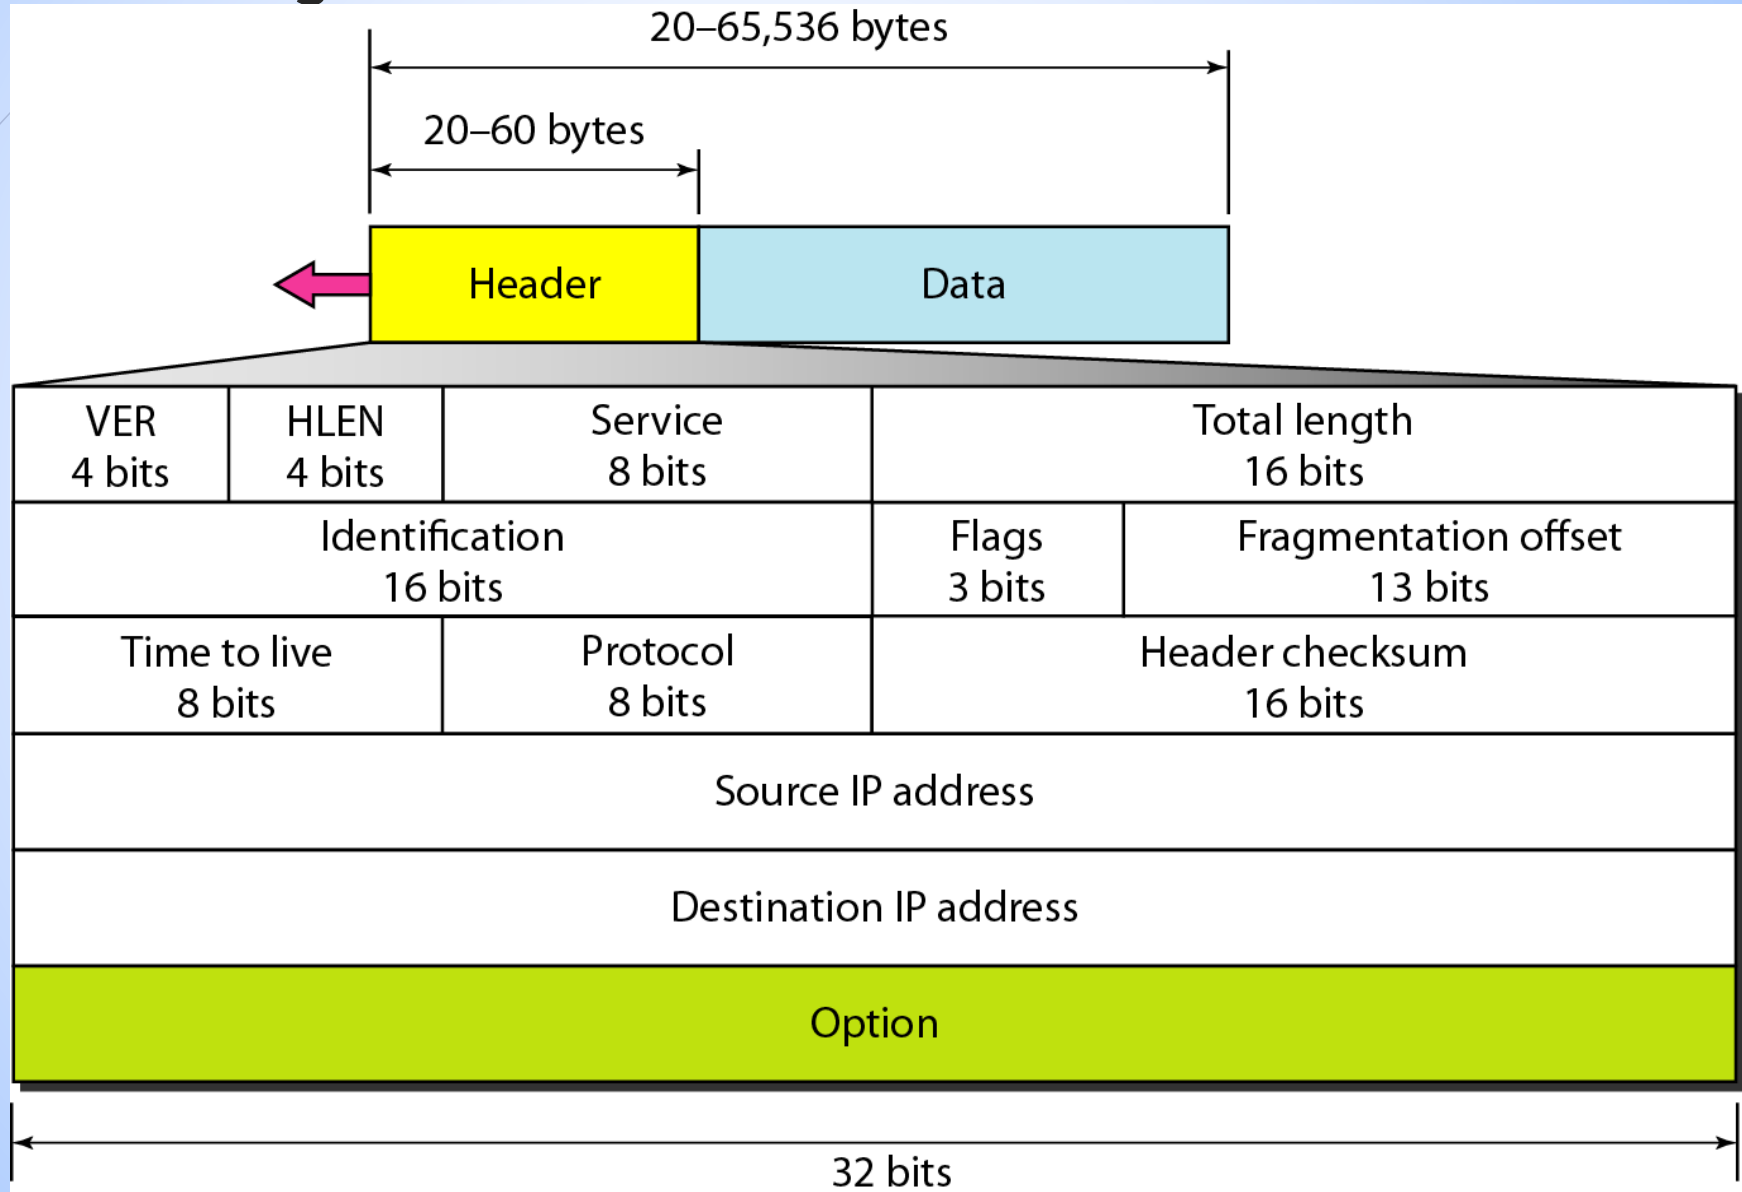 20–65,536 bytes
20–60 bytes
Header
Data
VER
4 bits
HLEN
4 bits
Service
8 bits
Total length
16 bits
Identification
16 bits
Flags
3 bits
Fragmentation offset
13 bits
Time to live
8 bits
Protocol
8 bits
Header checksum
16 bits
Source IP address
Destination IP address
Option
32 bits